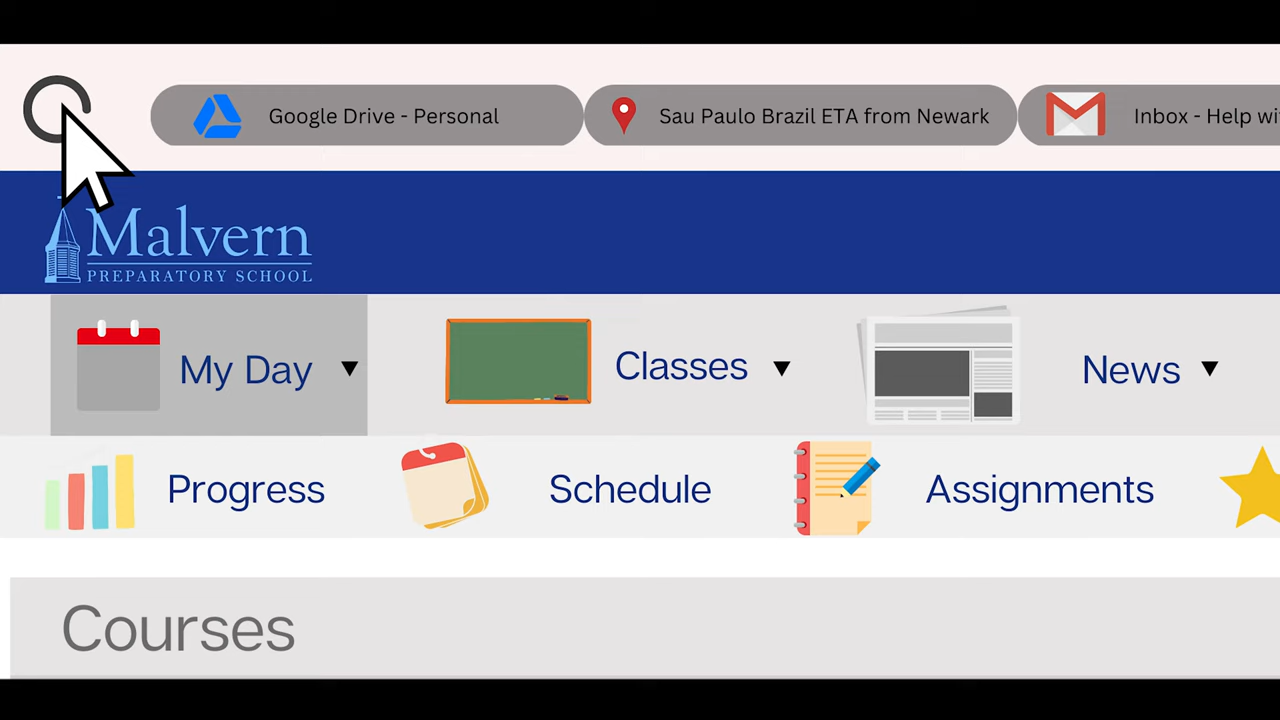 Google Drive - Personal
Sau Paulo Brazil ETA from Newark
Inbox - Help wi
Malvern
PREPARATORY SCHOOL
My Day
Classes
News
Progress
Schedule
Assignments
Courses